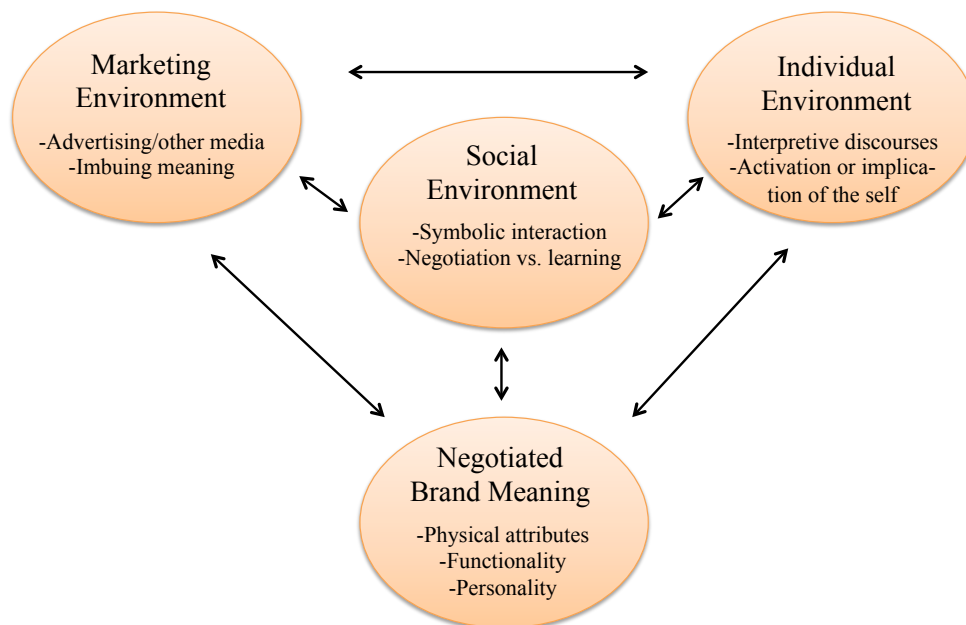 Marketing
Environment
-Advertising/other media
-Imbuing meaning
Individual
Environment
-Interpretive discourses
-Activation or implica-
tion of the self
Social
Environment
-Symbolic interaction
-Negotiation vs. learning
Negotiated
Brand Meaning
-Physical attributes
-Functionality
-Personality